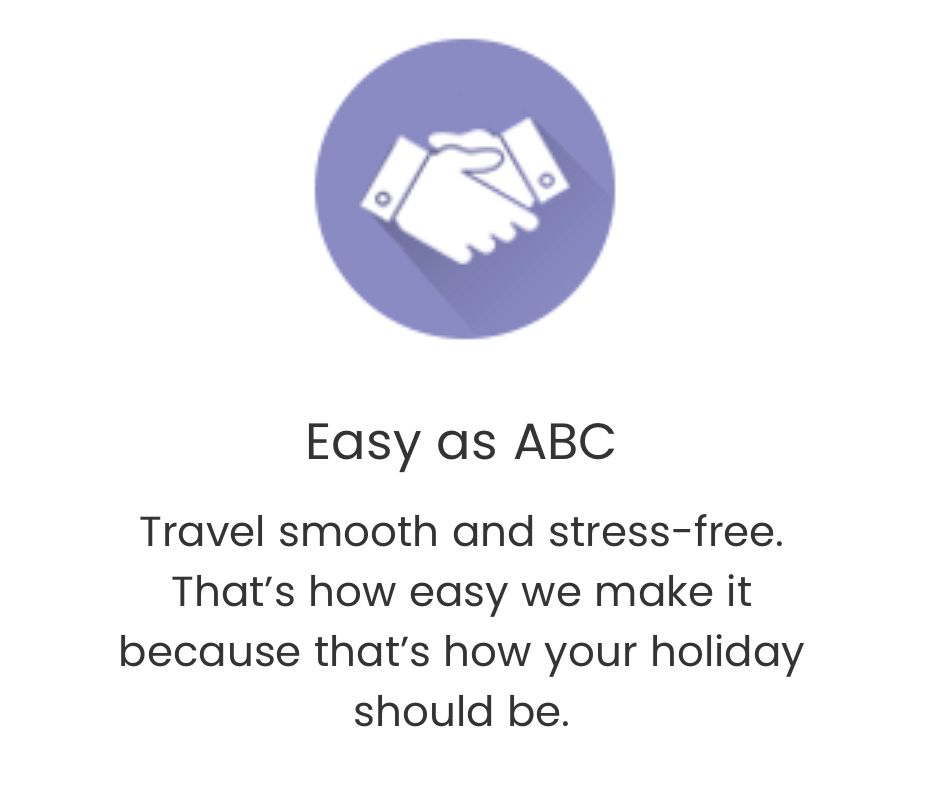 Easy as ABC
Travel smooth and stress-free.
That’s how easy we make it
because that’s how your holiday
should be.